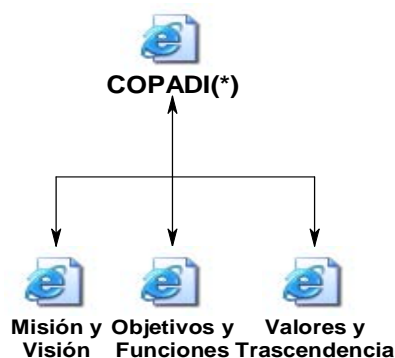 COPADI(*)
Misión y
Visión
Objetivos y
Funciones
Valores y
Trascendencia